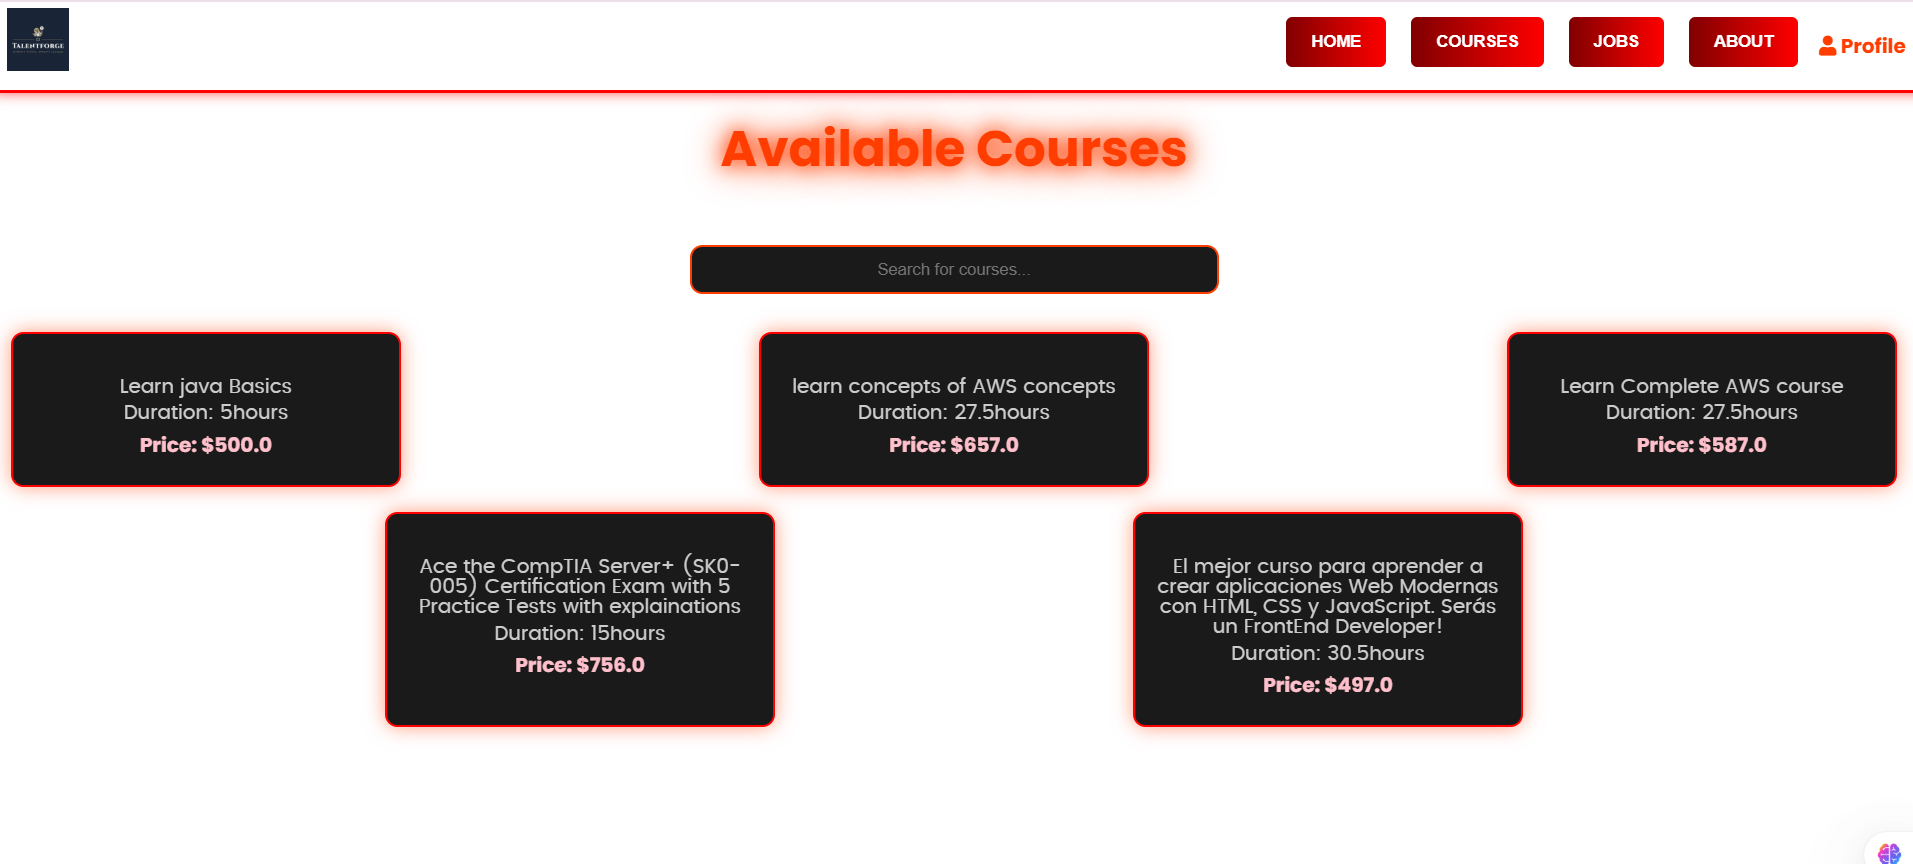 TALENTFORGE
HOME
COURSES
JOBS
ABOUT
Profile
Available Courses
Search for courses...
Learn java Basics
Duration: 5hours
Price: $500.0
learn concepts of AWS concepts
Duration: 27.5hours
Price: $657.0
Learn Complete AWS course
Duration: 27.5hours
Price: $587.0
Ace the CompTIA Server+ (SK0-
005) Certification Exam with 5
Practice Tests with explainations
Duration: 15hours
Price: $756.0
El mejor curso para aprender a
crear aplicaciones Web Modernas
con HTML, CSS y JavaScript. Serás
un FrontEnd Developer!
Duration: 30.5hours
Price: $497.0